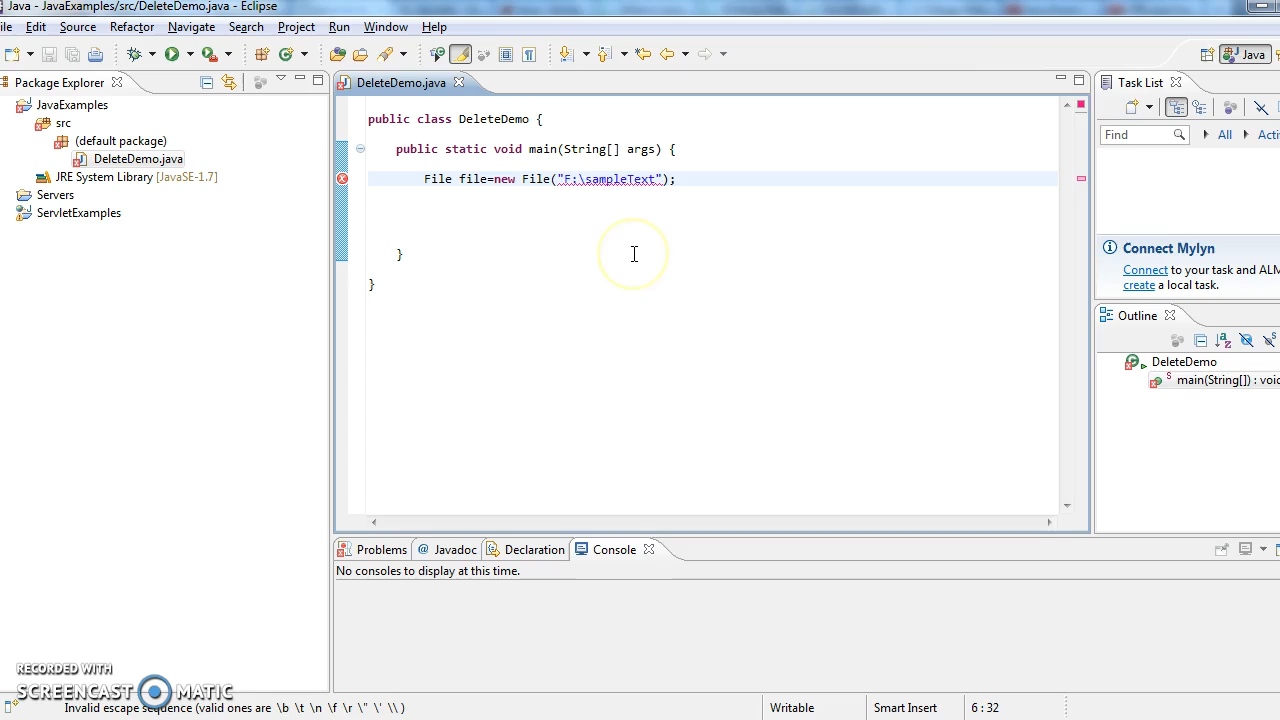 Java - JavaExamples/src/DeleteDemo.java - Eclipse
ile Edit Source Refactor Navigate Search Project Run Window Help
Java
Package Explorer
JavaExamples
src
(default package)
DeleteDemo.java
JRE System Library [JavaSE-1.7]
Servers
ServletExamples
DeleteDemo.java
public class DeleteDemo {
public static void main(String[] args) {
File file=new File("F:\sampleText");
}
}
Task List
Find All Acti
Connect Mylyn
Connect to your task and ALM
create a local task.
Outline
DeleteDemo
main(String[]) : void
Problems @ Javadoc Declaration Console
No consoles to display at this time.
RECORDED WITH
SCREENCAST MATIC
Invalid escape sequence (valid ones are \b \t \n \f \r \" \' \\ ) Writable Smart Insert 6 : 32